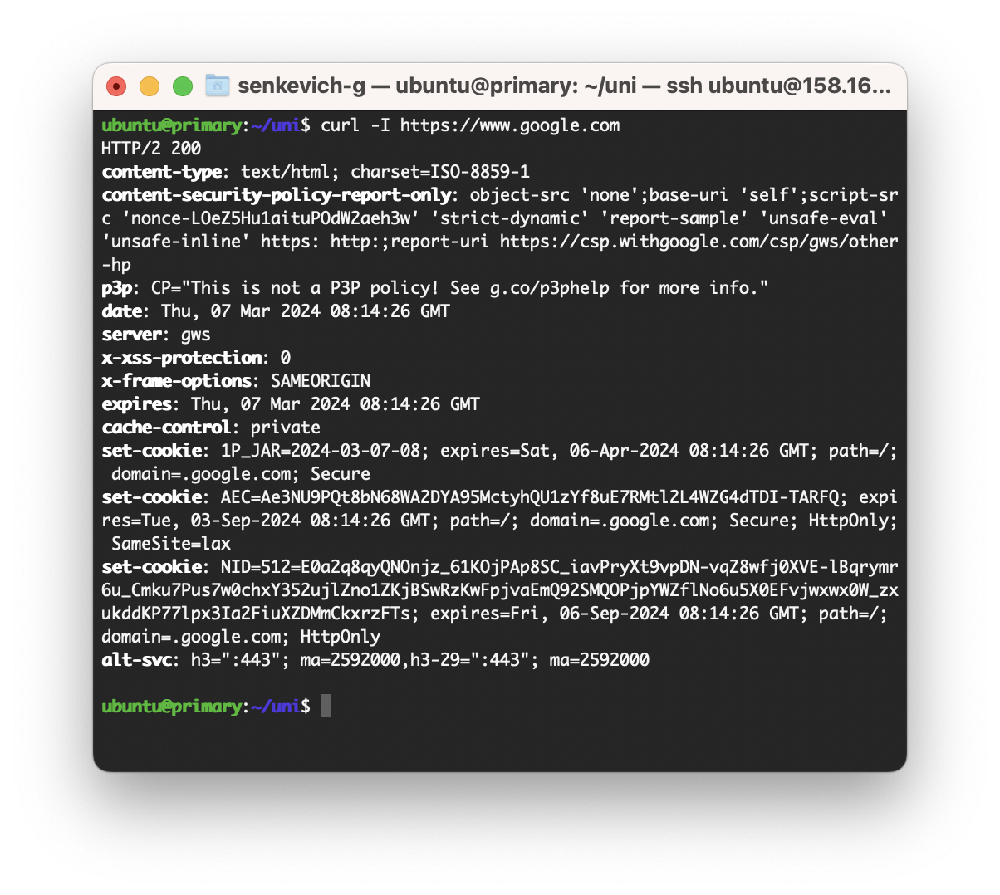 senkevich-g — ubuntu@primary: ~/uni — ssh ubuntu@158.16...
ubuntu@primary:~/uni$ curl -I https://www.google.com
HTTP/2 200
content-type: text/html; charset=ISO-8859-1
content-security-policy-report-only: object-src 'none';base-uri 'self';script-sr
c 'nonce-LOeZ5Hu1aituPOdW2aeh3w' 'strict-dynamic' 'report-sample' 'unsafe-eval'
'unsafe-inline' https: http:;report-uri https://csp.withgoogle.com/csp/gws/other
-hp
p3p: CP="This is not a P3P policy! See g.co/p3phelp for more info."
date: Thu, 07 Mar 2024 08:14:26 GMT
server: gws
x-xss-protection: 0
x-frame-options: SAMEORIGIN
expires: Thu, 07 Mar 2024 08:14:26 GMT
cache-control: private
set-cookie: 1P_JAR=2024-03-07-08; expires=Sat, 06-Apr-2024 08:14:26 GMT; path=/;
domain=.google.com; Secure
set-cookie: AEC=Ae3NU9PQt8bN68WA2DYA95MctyhQU1zYf8uE7RMtl2L4WZG4dTDI-TARFQ; expi
res=Tue, 03-Sep-2024 08:14:26 GMT; path=/; domain=.google.com; Secure; HttpOnly;
SameSite=lax
set-cookie: NID=512=E0a2q8qyQNOnjz_61KOjPAp8SC_iavPryXt9vpDN-vqZ8wfj0XVE-lBqrymr
6u_Cmku7Pus7w0chxY352ujlZno1ZKjBSwRzKwFpjvaEmQ92SMQOPjpYWZflNo6u5X0EFvjwxwx0W_zx
ukddKP77lpx3Ia2FiuXZDMmCkxrzFTs; expires=Fri, 06-Sep-2024 08:14:26 GMT; path=/;
domain=.google.com; HttpOnly
alt-svc: h3=":443"; ma=2592000,h3-29=":443"; ma=2592000
ubuntu@primary:~/uni$